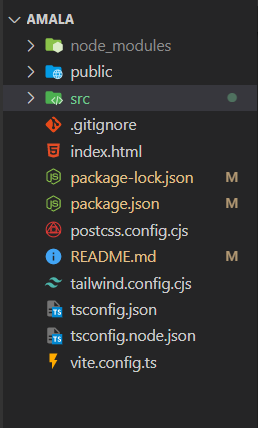 AMALA
node_modules
public
src
.gitignore
index.html
package-lock.json M
package.json M
postcss.config.cjs
README.md M
tailwind.config.cjs
tsconfig.json
tsconfig.node.json
vite.config.ts